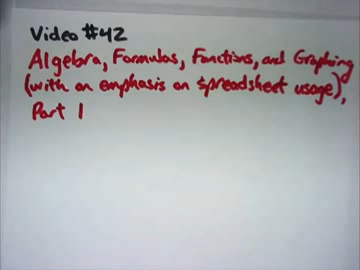 Video #42
Algebra, Formulas, Functions, and Graphing
(with an emphasis on spreadsheet usage),
Part 1